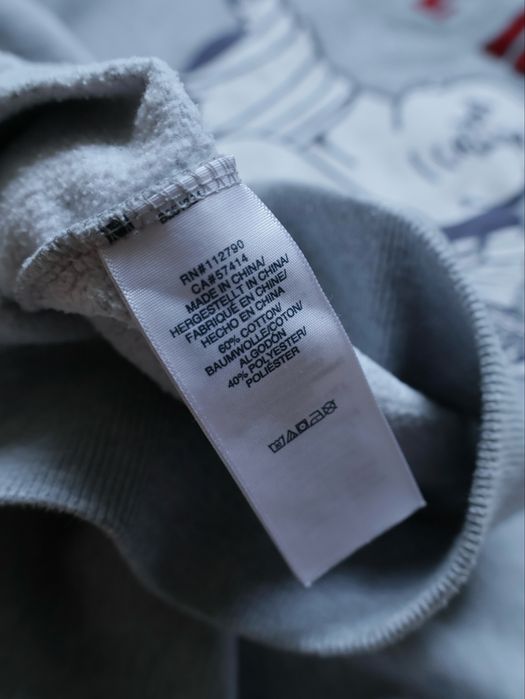 RN#112790
CA#57414
MADE IN CHINA/
HERGESTELLT IN CHINA/
FABRIQUÉ EN CHINA/
HECHO EN CHINA
60% COTTON/
BAUMWOLLE/COTON/
ALGODÓN
40% POLYESTER/
POLIÉSTER